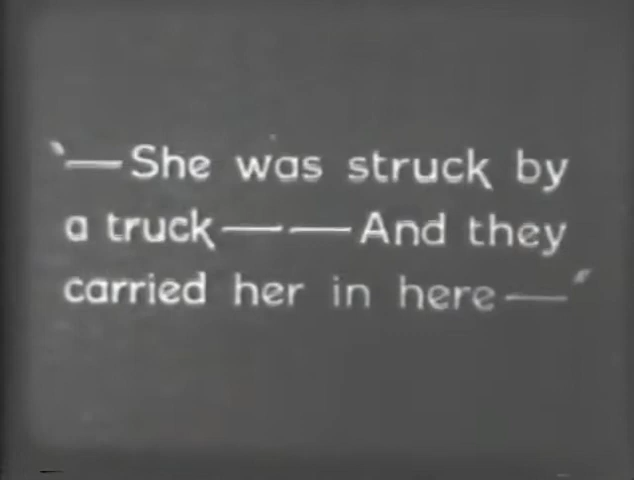 `—She was struck by
a truck— —And they
carried her in here—"